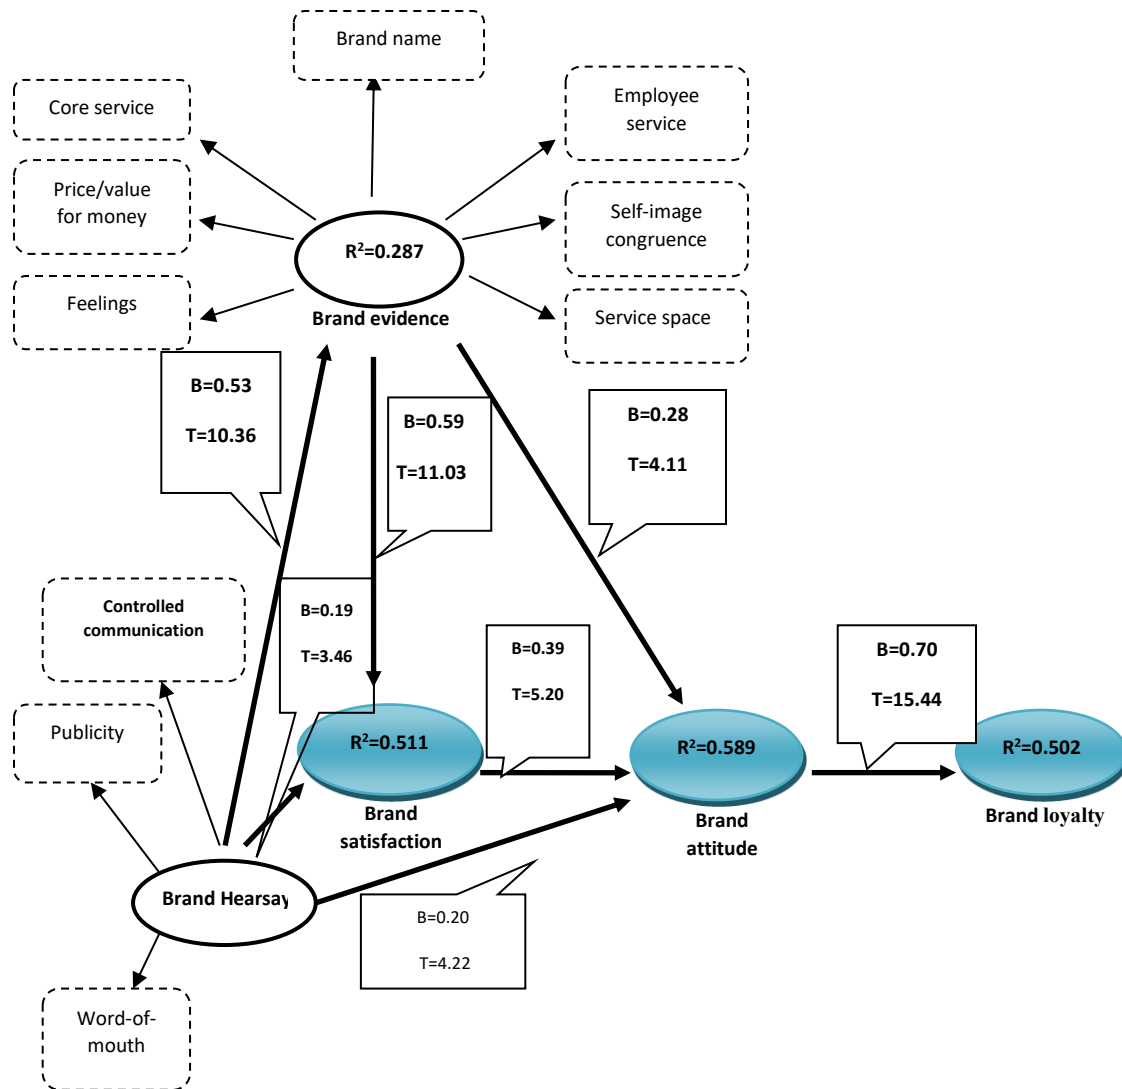 Brand name
Core service
Employee
service
Price/value
for money
Self-image
congruence
R²=0.287
Feelings
Service space
Brand evidence
B=0.53
T=10.36
B=0.59
T=11.03
B=0.28
T=4.11
Controlled
communication
B=0.19
T=3.46
B=0.39
T=5.20
B=0.70
T=15.44
Publicity
R²=0.511
R²=0.589
R²=0.502
Brand
satisfaction
Brand
attitude
Brand loyalty
Brand Hearsay
B=0.20
T=4.22
Word-of-
mouth